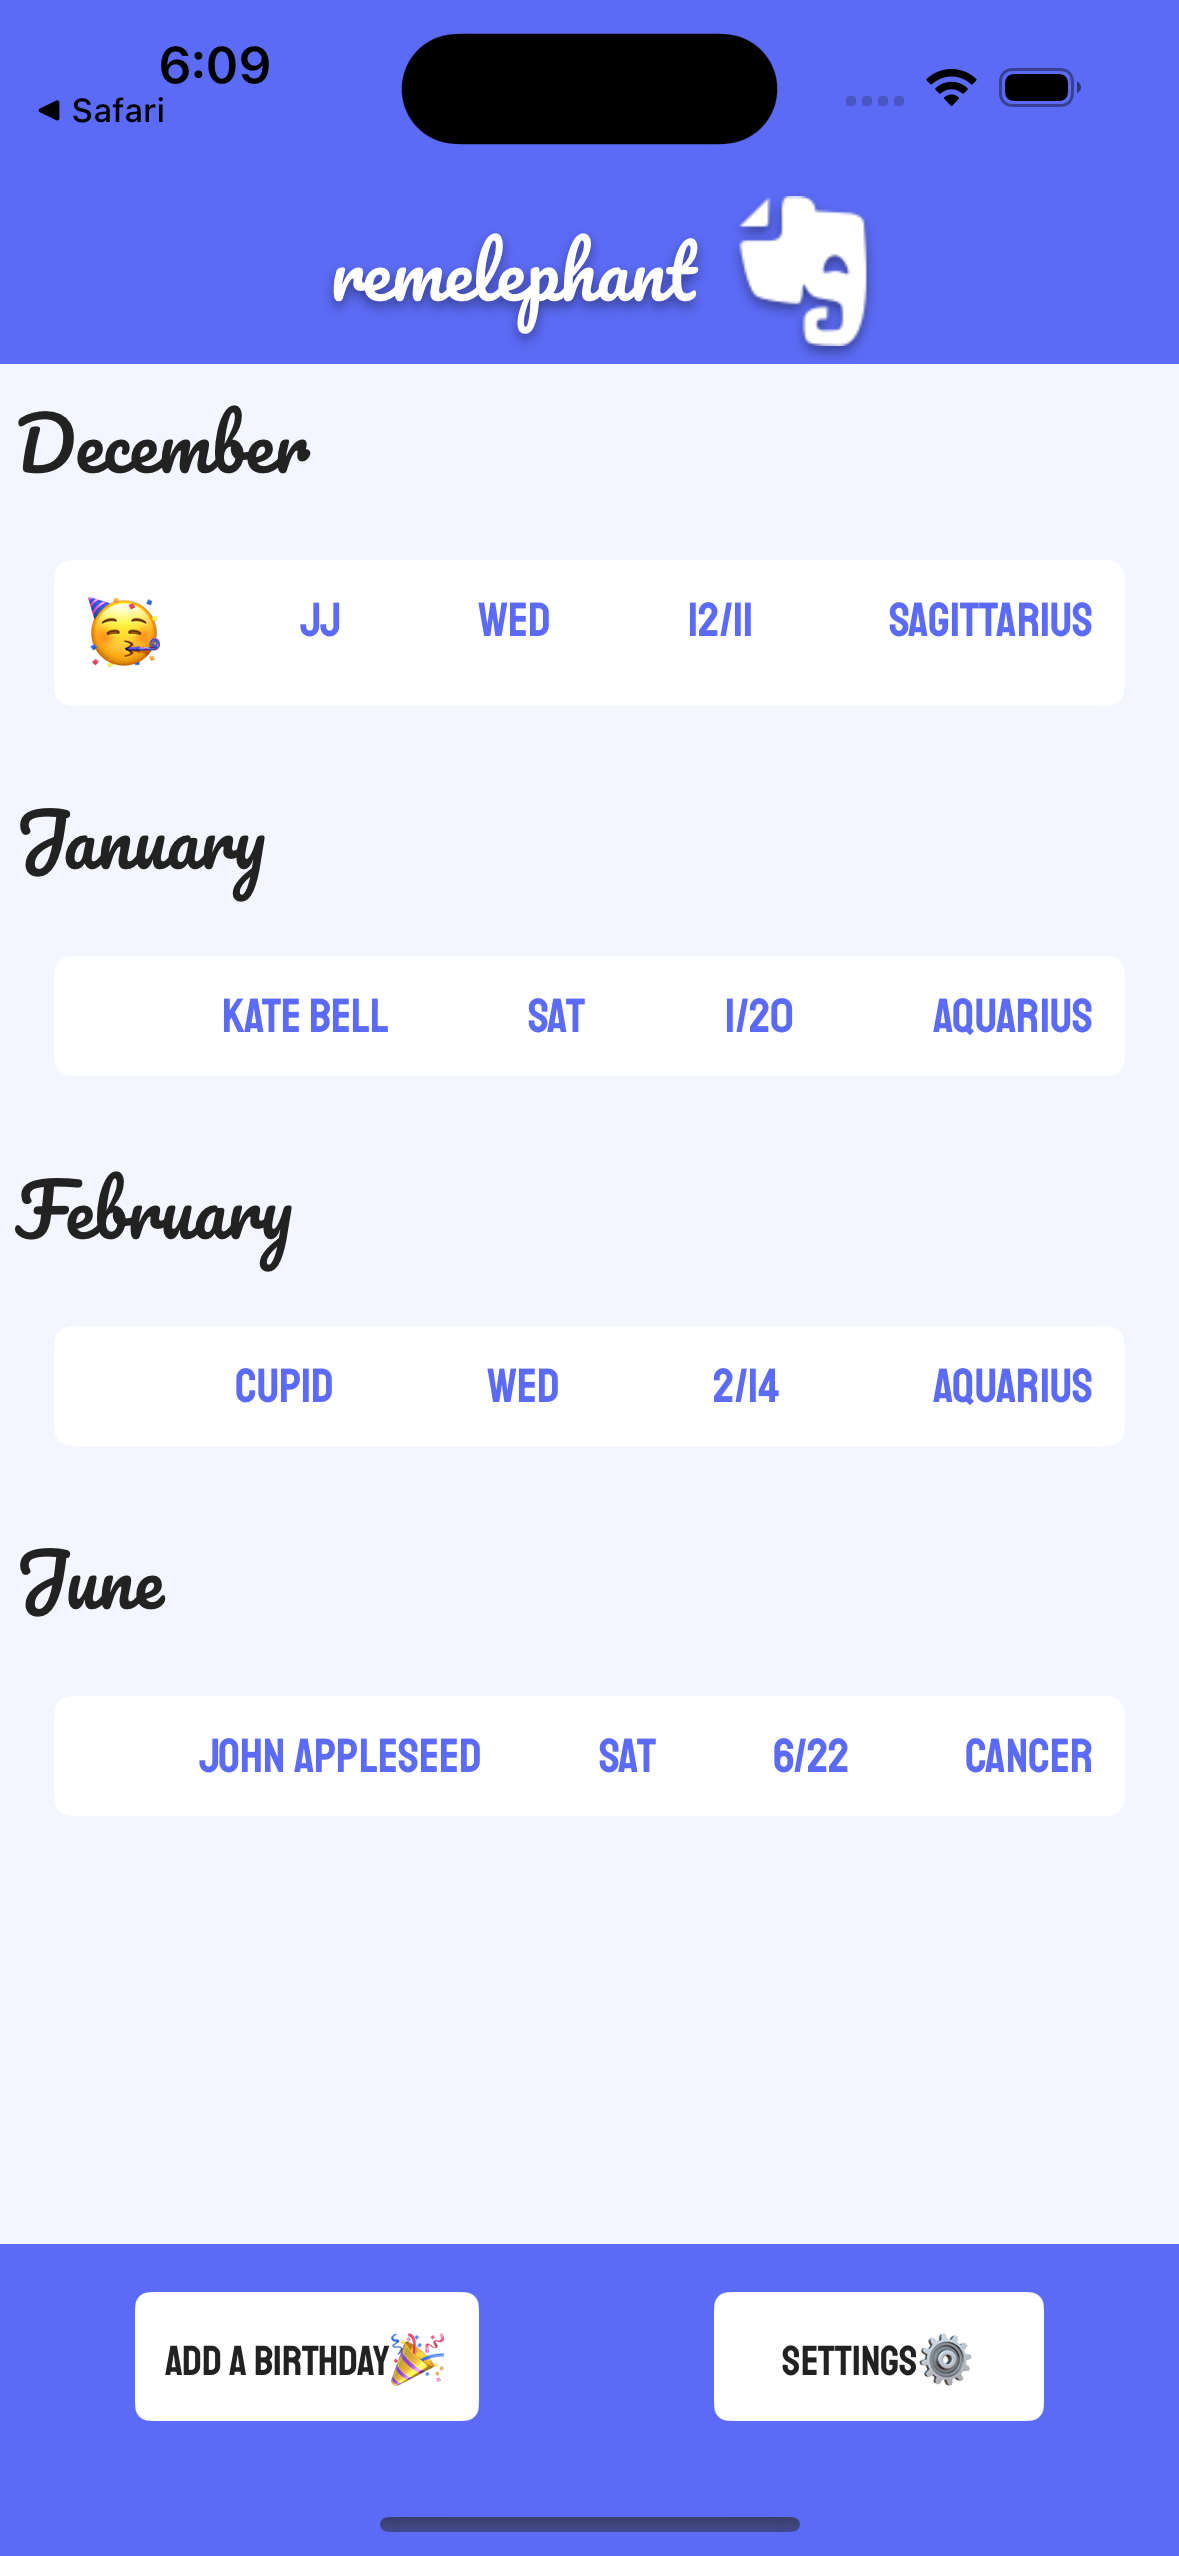 6:09
◀ Safari
remelephant
December
🥳 JJ WED 12/11 SAGITTARIUS
January
KATE BELL SAT 1/20 AQUARIUS
February
CUPID WED 2/14 AQUARIUS
June
JOHN APPLESEED SAT 6/22 CANCER
ADD A BIRTHDAY🎉 SETTINGS⚙️